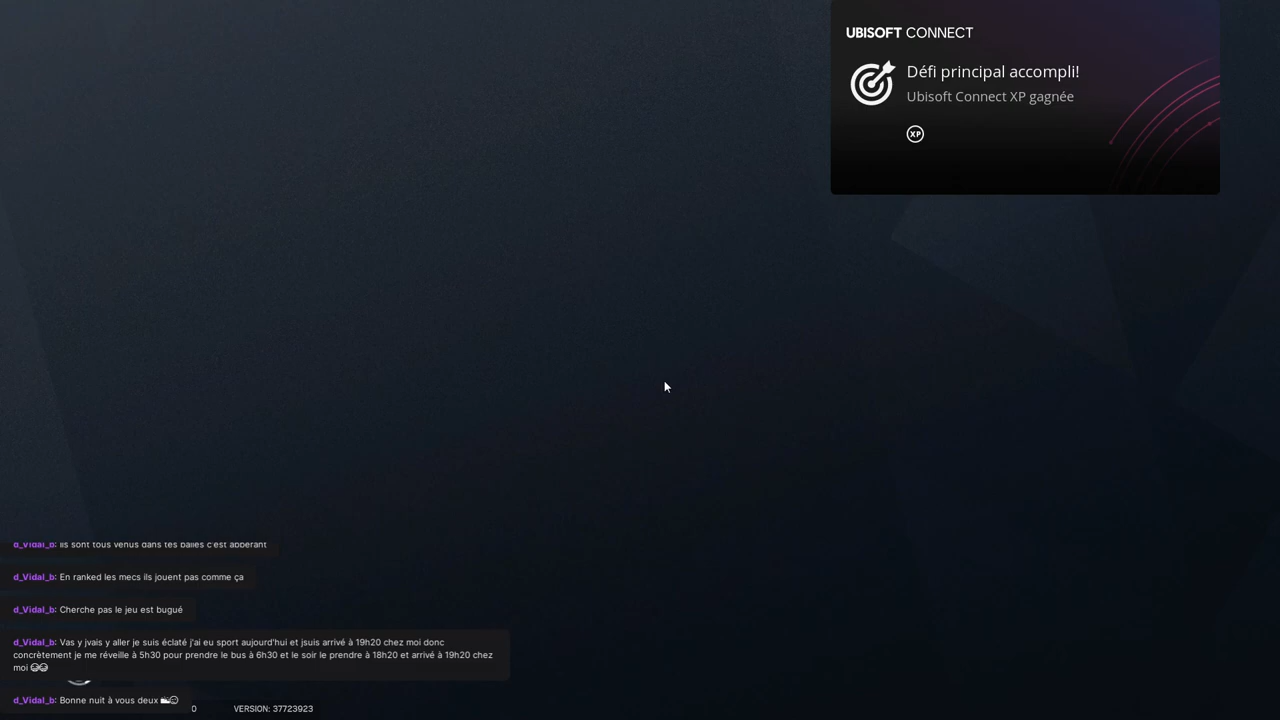 UBISOFT CONNECT
Défi principal accompli!
Ubisoft Connect XP gagnée
XP
d_Vidal_b: Ils sont tous venus dans tes balles c'est abbérant
d_Vidal_b: En ranked les mecs ils jouent pas comme ça
d_Vidal_b: Cherche pas le jeu est bugué
d_Vidal_b: Vas y jvais y aller je suis éclaté j'ai eu sport aujourd'hui et jsuis arrivé à 19h20 chez moi donc
concrètement je me réveille à 5h30 pour prendre le bus à 6h30 et le soir le prendre à 18h20 et arrivé à 19h20 chez
moi 😂😂
d_Vidal_b: Bonne nuit à vous deux
0 VERSION: 37723923